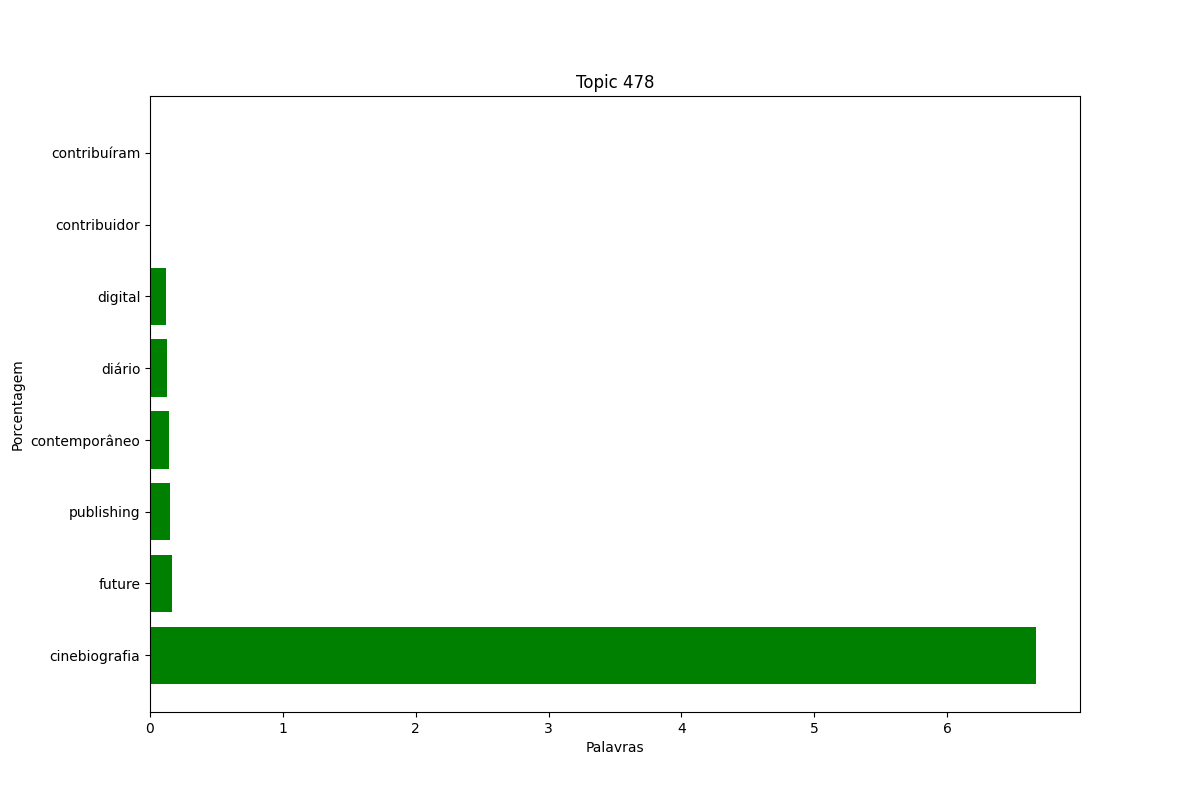 Topic 478
contribuíram
contribuidor
digital
diário
contemporâneo
publishing
future
cinebiografia
Porcentagem
0 1 2 3 4 5 6
Palavras